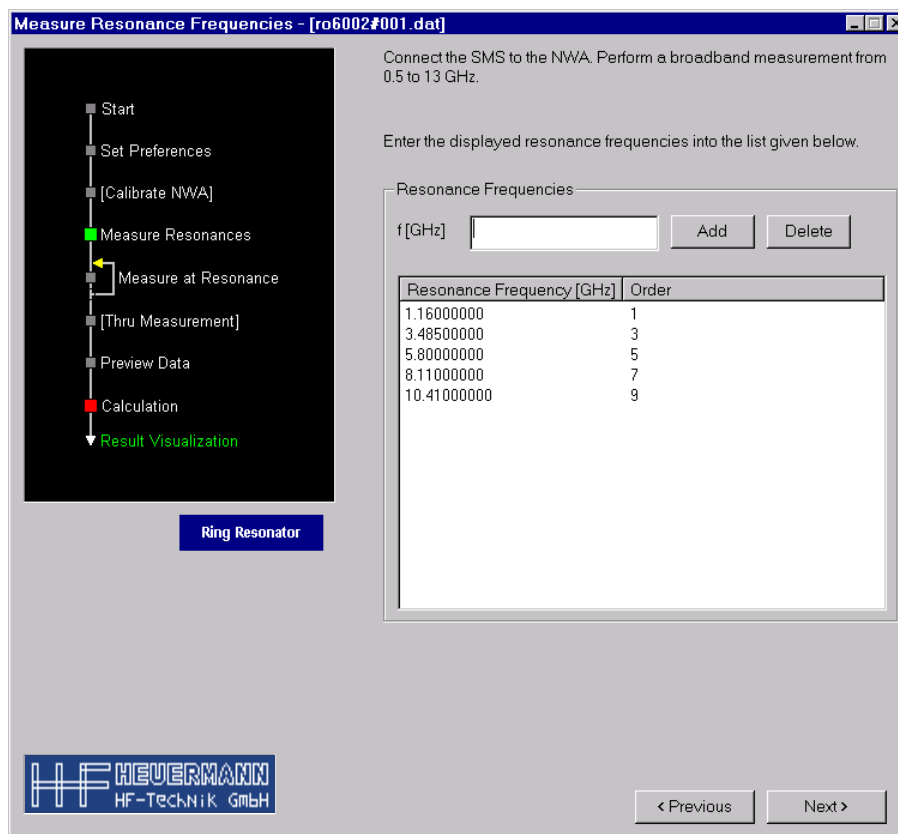 Measure Resonance Frequencies - [ro6002#001.dat]
Start
Set Preferences
[Calibrate NWA]
Measure Resonances
Measure at Resonance
[Thru Measurement]
Preview Data
Calculation
Result Visualization
Ring Resonator
Connect the SMS to the NWA. Perform a broadband measurement from
0.5 to 13 GHz.
Enter the displayed resonance frequencies into the list given below.
Resonance Frequencies
f [GHz]
Add
Delete
Resonance Frequency [GHz] Order
1.16000000 1
3.48500000 3
5.80000000 5
8.11000000 7
10.41000000 9
HF HEUERMANN
HF-TECHNIK GMBH
< Previous
Next >